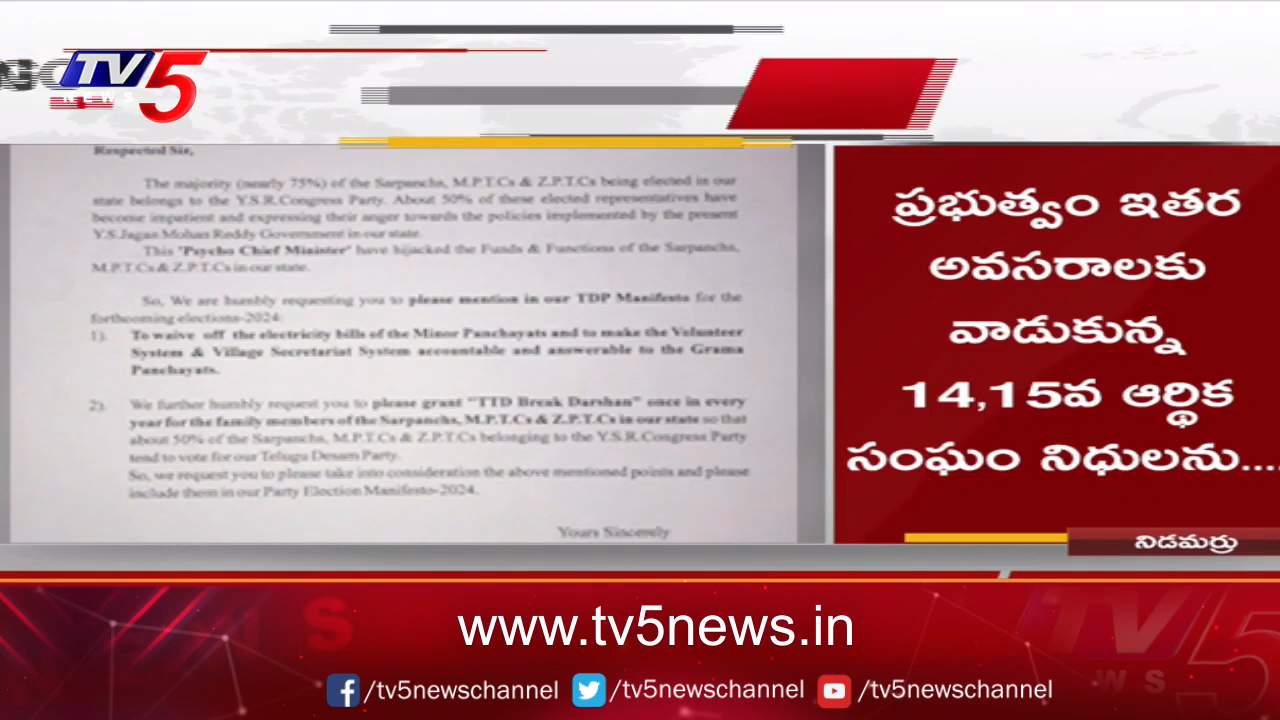 TV5
NEWS
Respected Sir,
The majority (nearly 75%) of the Sarpanchs, M.P.T.Cs & Z.P.T.Cs being elected in our
state belongs to the Y.S.R.Congress Party. About 50% of these elected representatives have
become impatient and expressing their anger towards the policies implemented by the present
Y.S.Jagan Mohan Reddy Government in our state.
This 'Psycho Chief Minister' have hijacked the Funds & Functions of the Sarpanchs,
M.P.T.Cs & Z.P.T.Cs in our state.
So, We are humbly requesting you to please mention in our TDP Manifesto for the
forthcoming elections-2024:
1). To waive off the electricity bills of the Minor Panchayats and to make the Volunteer
System & Village Secretariat System accountable and answerable to the Grama
Panchayats.
2). We further humbly request you to please grant "TTD Break Darshan" once in every
year for the family members of the Sarpanchs, M.P.T.Cs & Z.P.T.Cs in our state so that
about 50% of the Sarpanchs, M.P.T.Cs & Z.P.T.Cs belonging to the Y.S.R.Congress Party
tend to vote for our Telugu Desam Party.
So, we request you to please take into consideration the above mentioned points and please
include them in our Party Election Manifesto-2024.
Yours Sincerely
ప్రభుత్వం ఇతర
అవసరాలకు
వాడుకున్న
14,15వ ఆర్థిక
సంఘం నిధులను....
నిడమర్రు
www.tv5news.in
/tv5newschannel /tv5newschannel /tv5newschannel